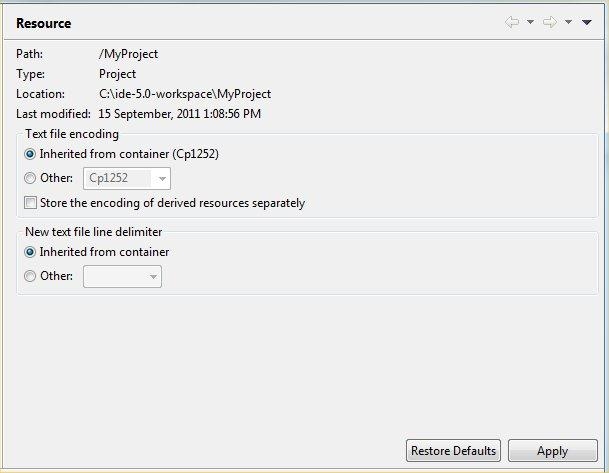 Resource
Path: /MyProject
Type: Project
Location: C:\ide-5.0-workspace\MyProject
Last modified: 15 September, 2011 1:08:56 PM
Text file encoding
Inherited from container (Cp1252)
Other: Cp1252
Store the encoding of derived resources separately
New text file line delimiter
Inherited from container
Other:
Restore Defaults Apply